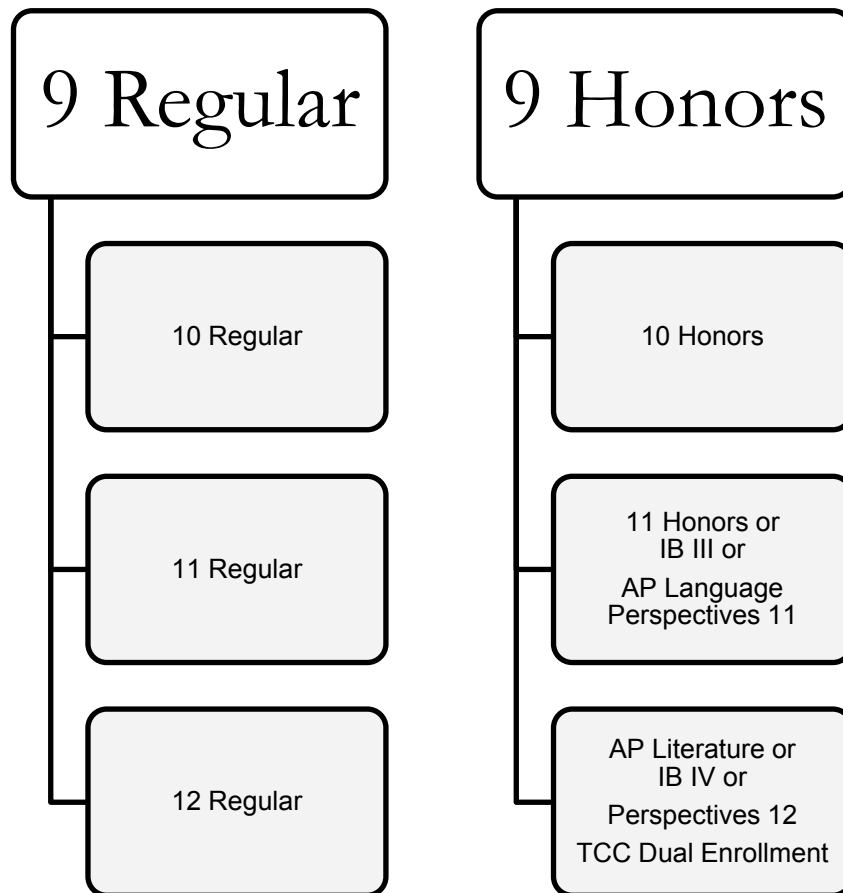 9 Regular
10 Regular
11 Regular
12 Regular
9 Honors
10 Honors
11 Honors or
IB III or
AP Language
Perspectives 11
AP Literature or
IB IV or
Perspectives 12
TCC Dual Enrollment